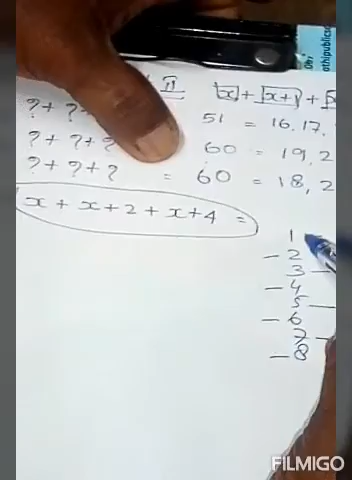 II x + x+1 +
? + ?
51 = 16, 17,
? + ? + ? 60 = 19, 2
? + ? + ? = 60 = 18, 2
x + x + 2 + x + 4 =
1
– 2
3 —
– 4
5 —
– 6
7 —
– 8
FILMIGO